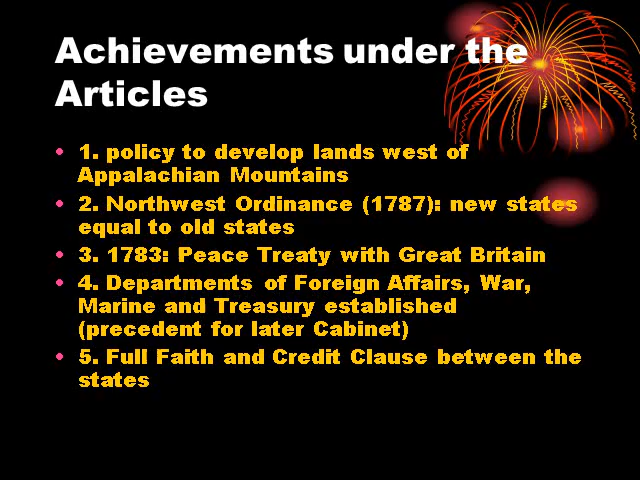 Achievements under the
Articles
• 1. policy to develop lands west of
Appalachian Mountains
• 2. Northwest Ordinance (1787): new states
equal to old states
• 3. 1783: Peace Treaty with Great Britain
• 4. Departments of Foreign Affairs, War,
Marine and Treasury established
(precedent for later Cabinet)
• 5. Full Faith and Credit Clause between the
states